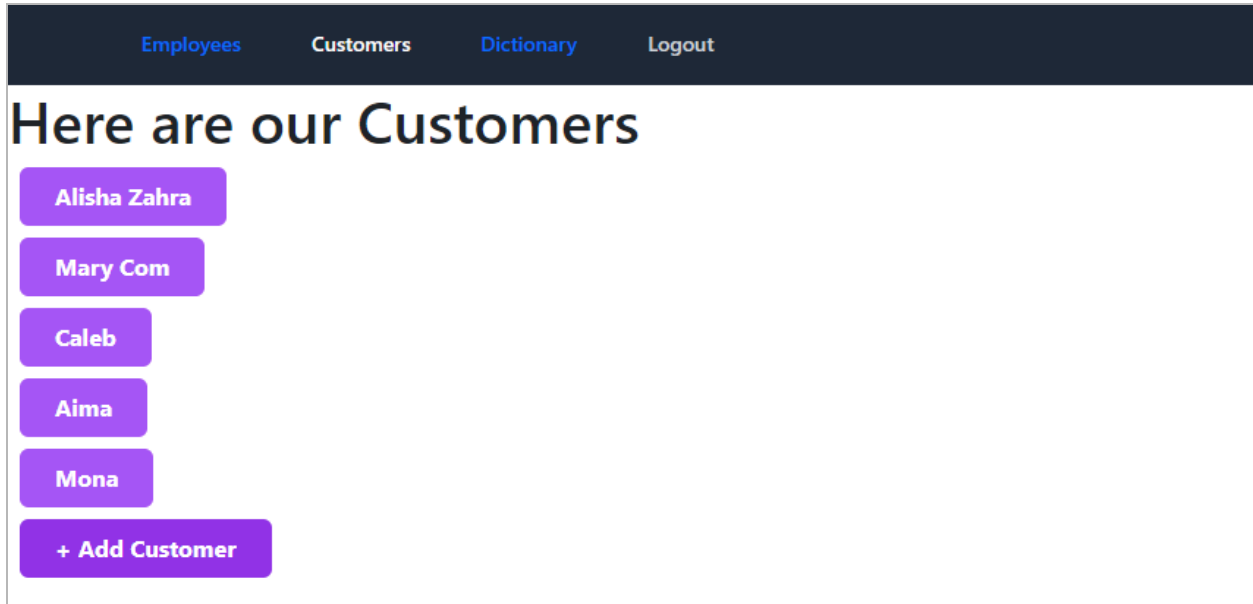 Employees Customers Dictionary Logout
Here are our Customers
Alisha Zahra
Mary Com
Caleb
Aima
Mona
+ Add Customer